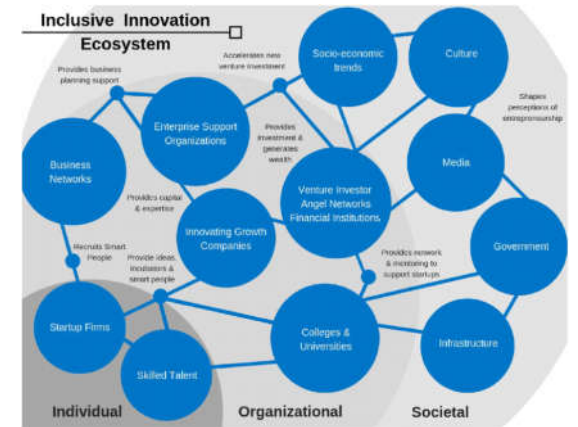 Inclusive Innovation
Ecosystem
Provides business
planning support
Accelerates new
venture investment
Socio-economic
trends
Culture
Shapes
perceptions of
entrepreneurship
Enterprise Support
Organizations
Provides
investment &
generates
wealth
Business
Networks
Media
Venture Investor
Angel Networks
Financial Institutions
Provides capital
& expertise
Innovating Growth
Companies
Government
Recruits Smart
People
Provide ideas,
incubators &
smart people
Provides network
& mentoring to
support startups
Startup Firms
Colleges &
Universities
Infrastructure
Skilled Talent
Individual
Organizational
Societal